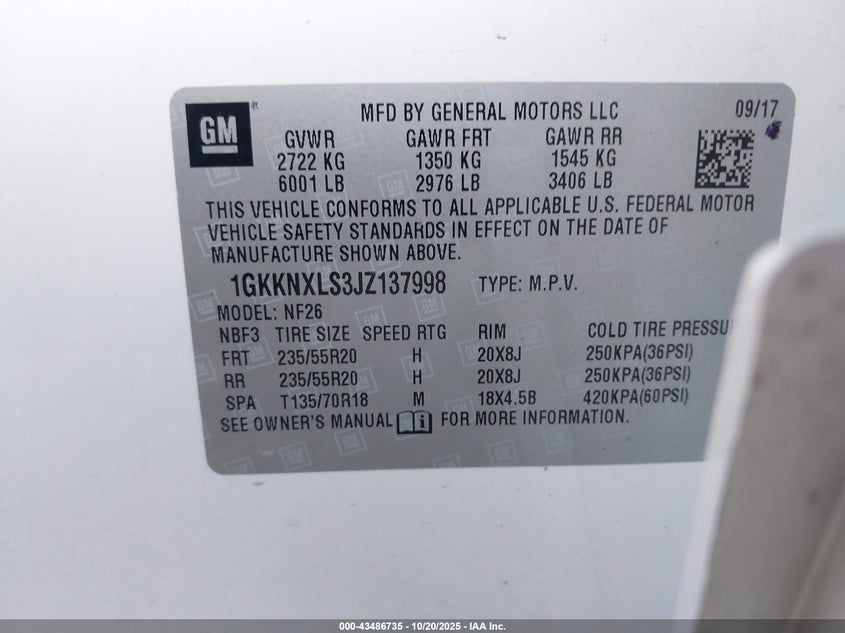 GM
MFD BY GENERAL MOTORS LLC 09/17
GVWR GAWR FRT GAWR RR
2722 KG 1350 KG 1545 KG
6001 LB 2976 LB 3406 LB
THIS VEHICLE CONFORMS TO ALL APPLICABLE U.S. FEDERAL MOTOR
VEHICLE SAFETY STANDARDS IN EFFECT ON THE DATE OF
MANUFACTURE SHOWN ABOVE.
1GKKNXLS3JZ137998 TYPE: M.P.V.
MODEL: NF26
NBF3 TIRE SIZE SPEED RTG RIM COLD TIRE PRESSU
FRT 235/55R20 H 20X8J 250KPA(36PSI)
RR 235/55R20 H 20X8J 250KPA(36PSI)
SPA T135/70R18 M 18X4.5B 420KPA(60PSI)
SEE OWNER'S MANUAL FOR MORE INFORMATION.
000-43486735 | 10/20/2025 - IAA Inc.